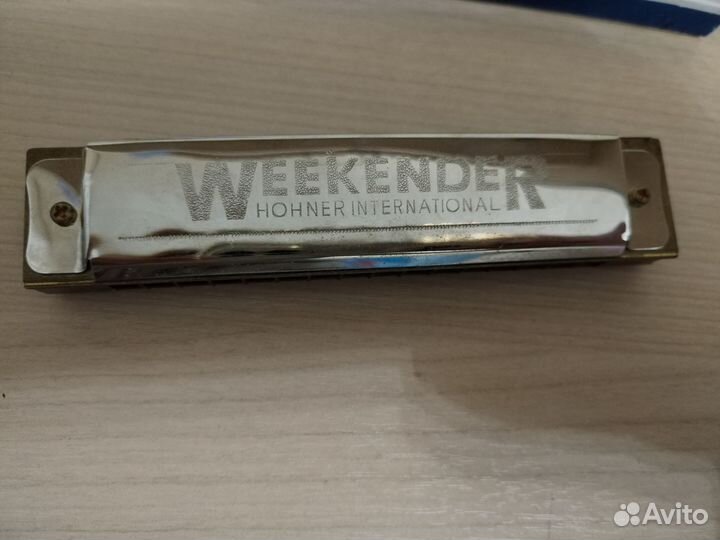 WEEKENDER
HOHNER INTERNATIONAL
Avito